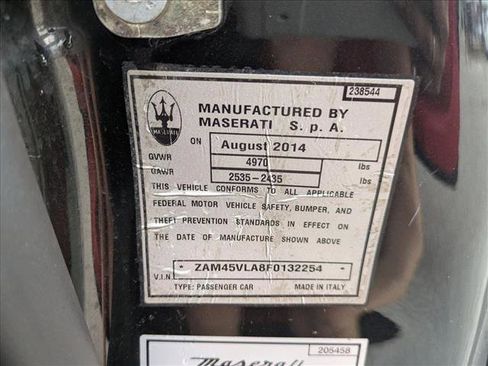 238544
MASERATI
MANUFACTURED BY
MASERATI S. p. A.
ON August 2014
GVWR 4970 lbs
GAWR 2535-2435 lbs
THIS VEHICLE CONFORMS TO ALL APPLICABLE
FEDERAL MOTOR VEHICLE SAFETY, BUMPER, AND
THEFT PREVENTION STANDARDS IN EFFECT ON
THE DATE OF MANUFACTURE SHOWN ABOVE
V.I.N. • ZAM45VLA8F0132254 •
TYPE: PASSENGER CAR MADE IN ITALY
205458
Maserati